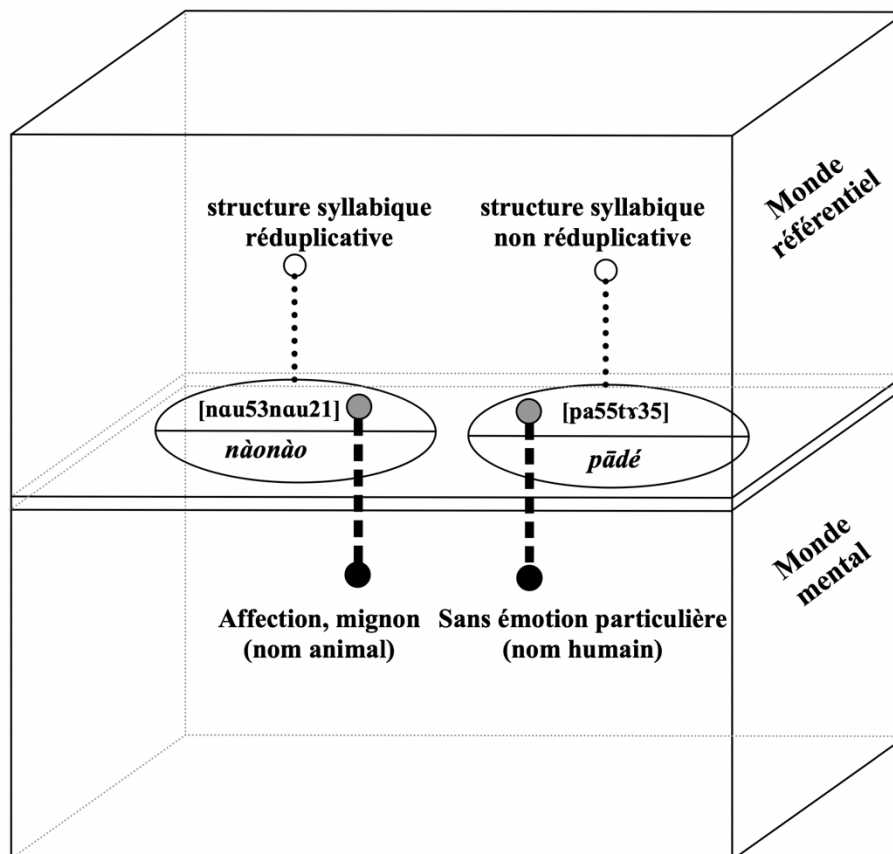 structure syllabique
réduplicative
structure syllabique
non réduplicative
Monde
référentiel
[nɑu53nɑu21]
nàonào
[pa55tɤ35]
pādé
Monde
mental
Affection, mignon
(nom animal)
Sans émotion particulière
(nom humain)